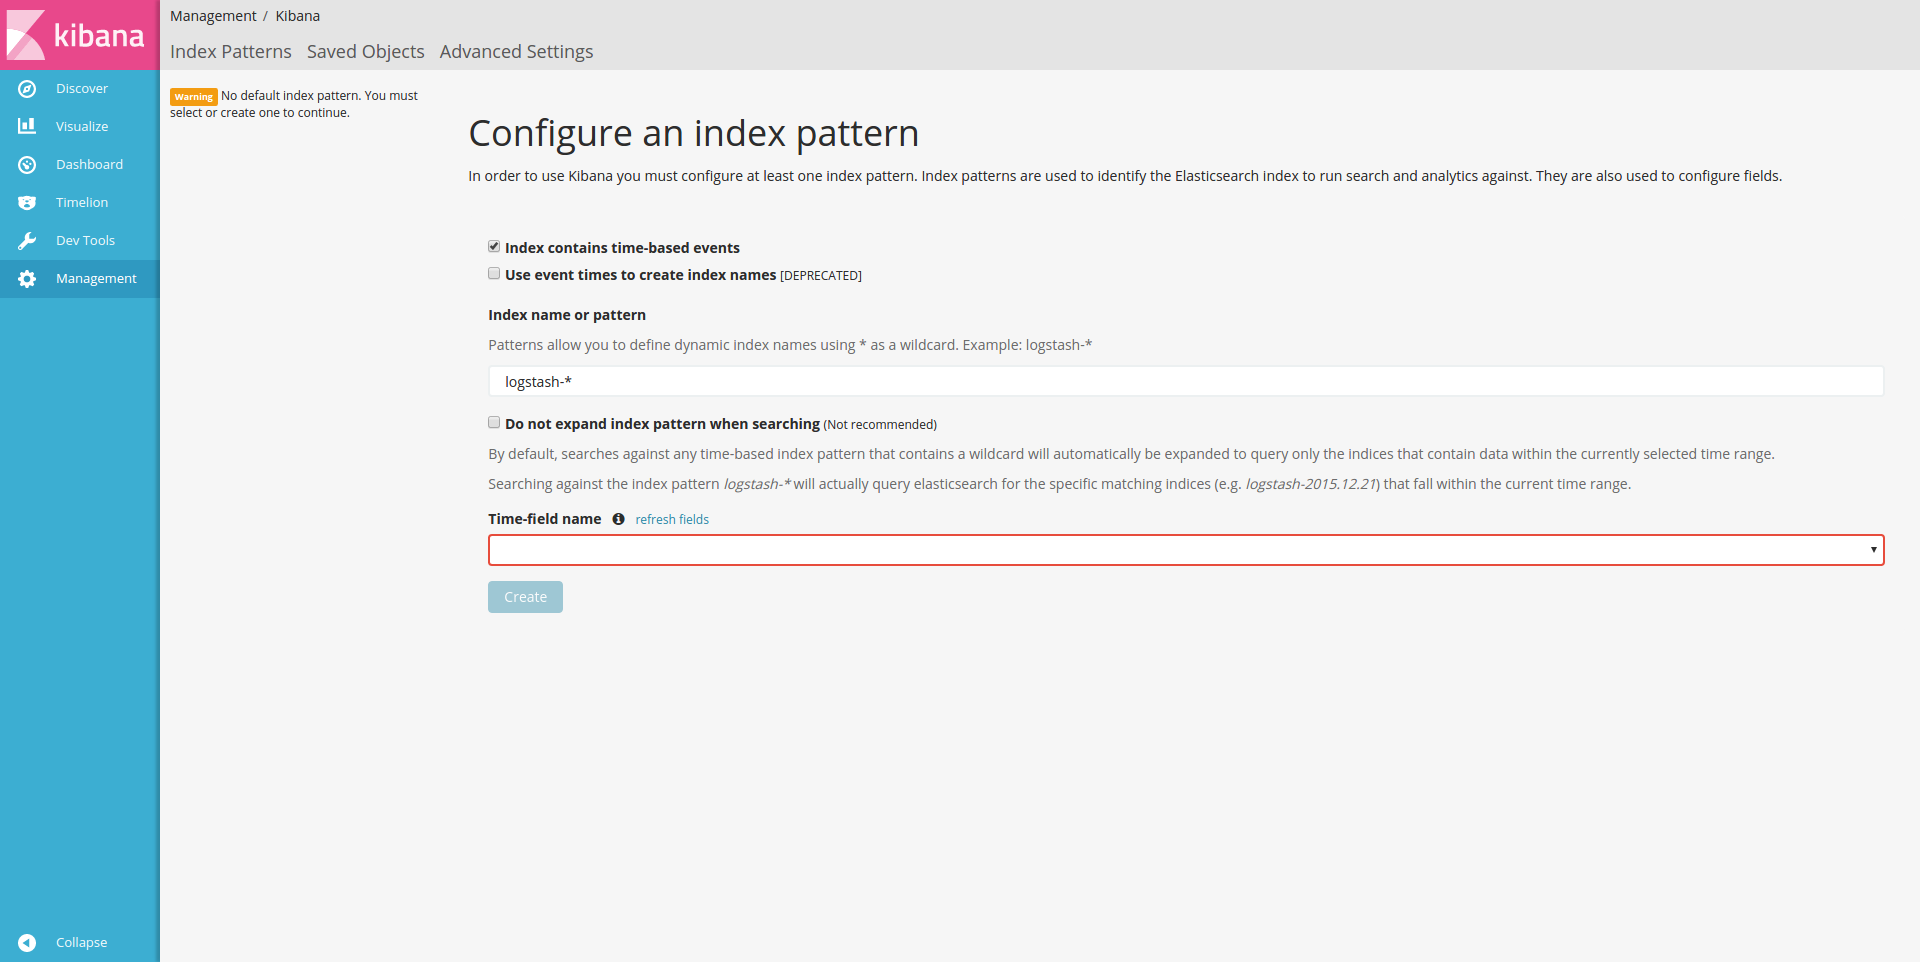 kibana
Management / Kibana
Index Patterns Saved Objects Advanced Settings
Discover
Visualize
Dashboard
Timelion
Dev Tools
Management
Collapse
Warning No default index pattern. You must
select or create one to continue.
Configure an index pattern
In order to use Kibana you must configure at least one index pattern. Index patterns are used to identify the Elasticsearch index to run search and analytics against. They are also used to configure fields.
Index contains time-based events
Use event times to create index names [DEPRECATED]
Index name or pattern
Patterns allow you to define dynamic index names using * as a wildcard. Example: logstash-*
logstash-*
Do not expand index pattern when searching (Not recommended)
By default, searches against any time-based index pattern that contains a wildcard will automatically be expanded to query only the indices that contain data within the currently selected time range.
Searching against the index pattern logstash-* will actually query elasticsearch for the specific matching indices (e.g. logstash-2015.12.21) that fall within the current time range.
Time-field name refresh fields
Create